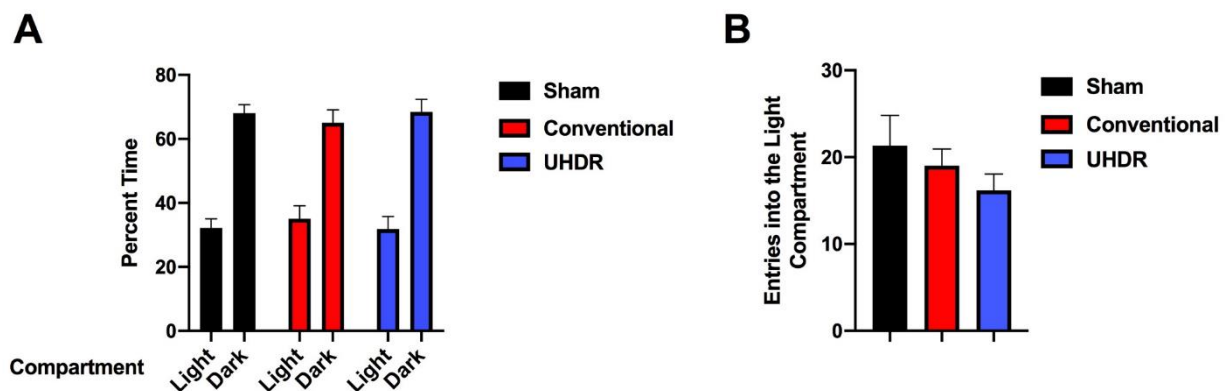 A
Percent Time
80
60
40
20
0
Compartment
Light
Dark
Light
Dark
Light
Dark
Sham
Conventional
UHDR
B
Entries into the Light
Compartment
30
20
10
0
Sham
Conventional
UHDR